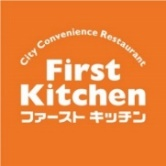 City Convenience Restaurant
First
Kitchen
ファースト キッチン